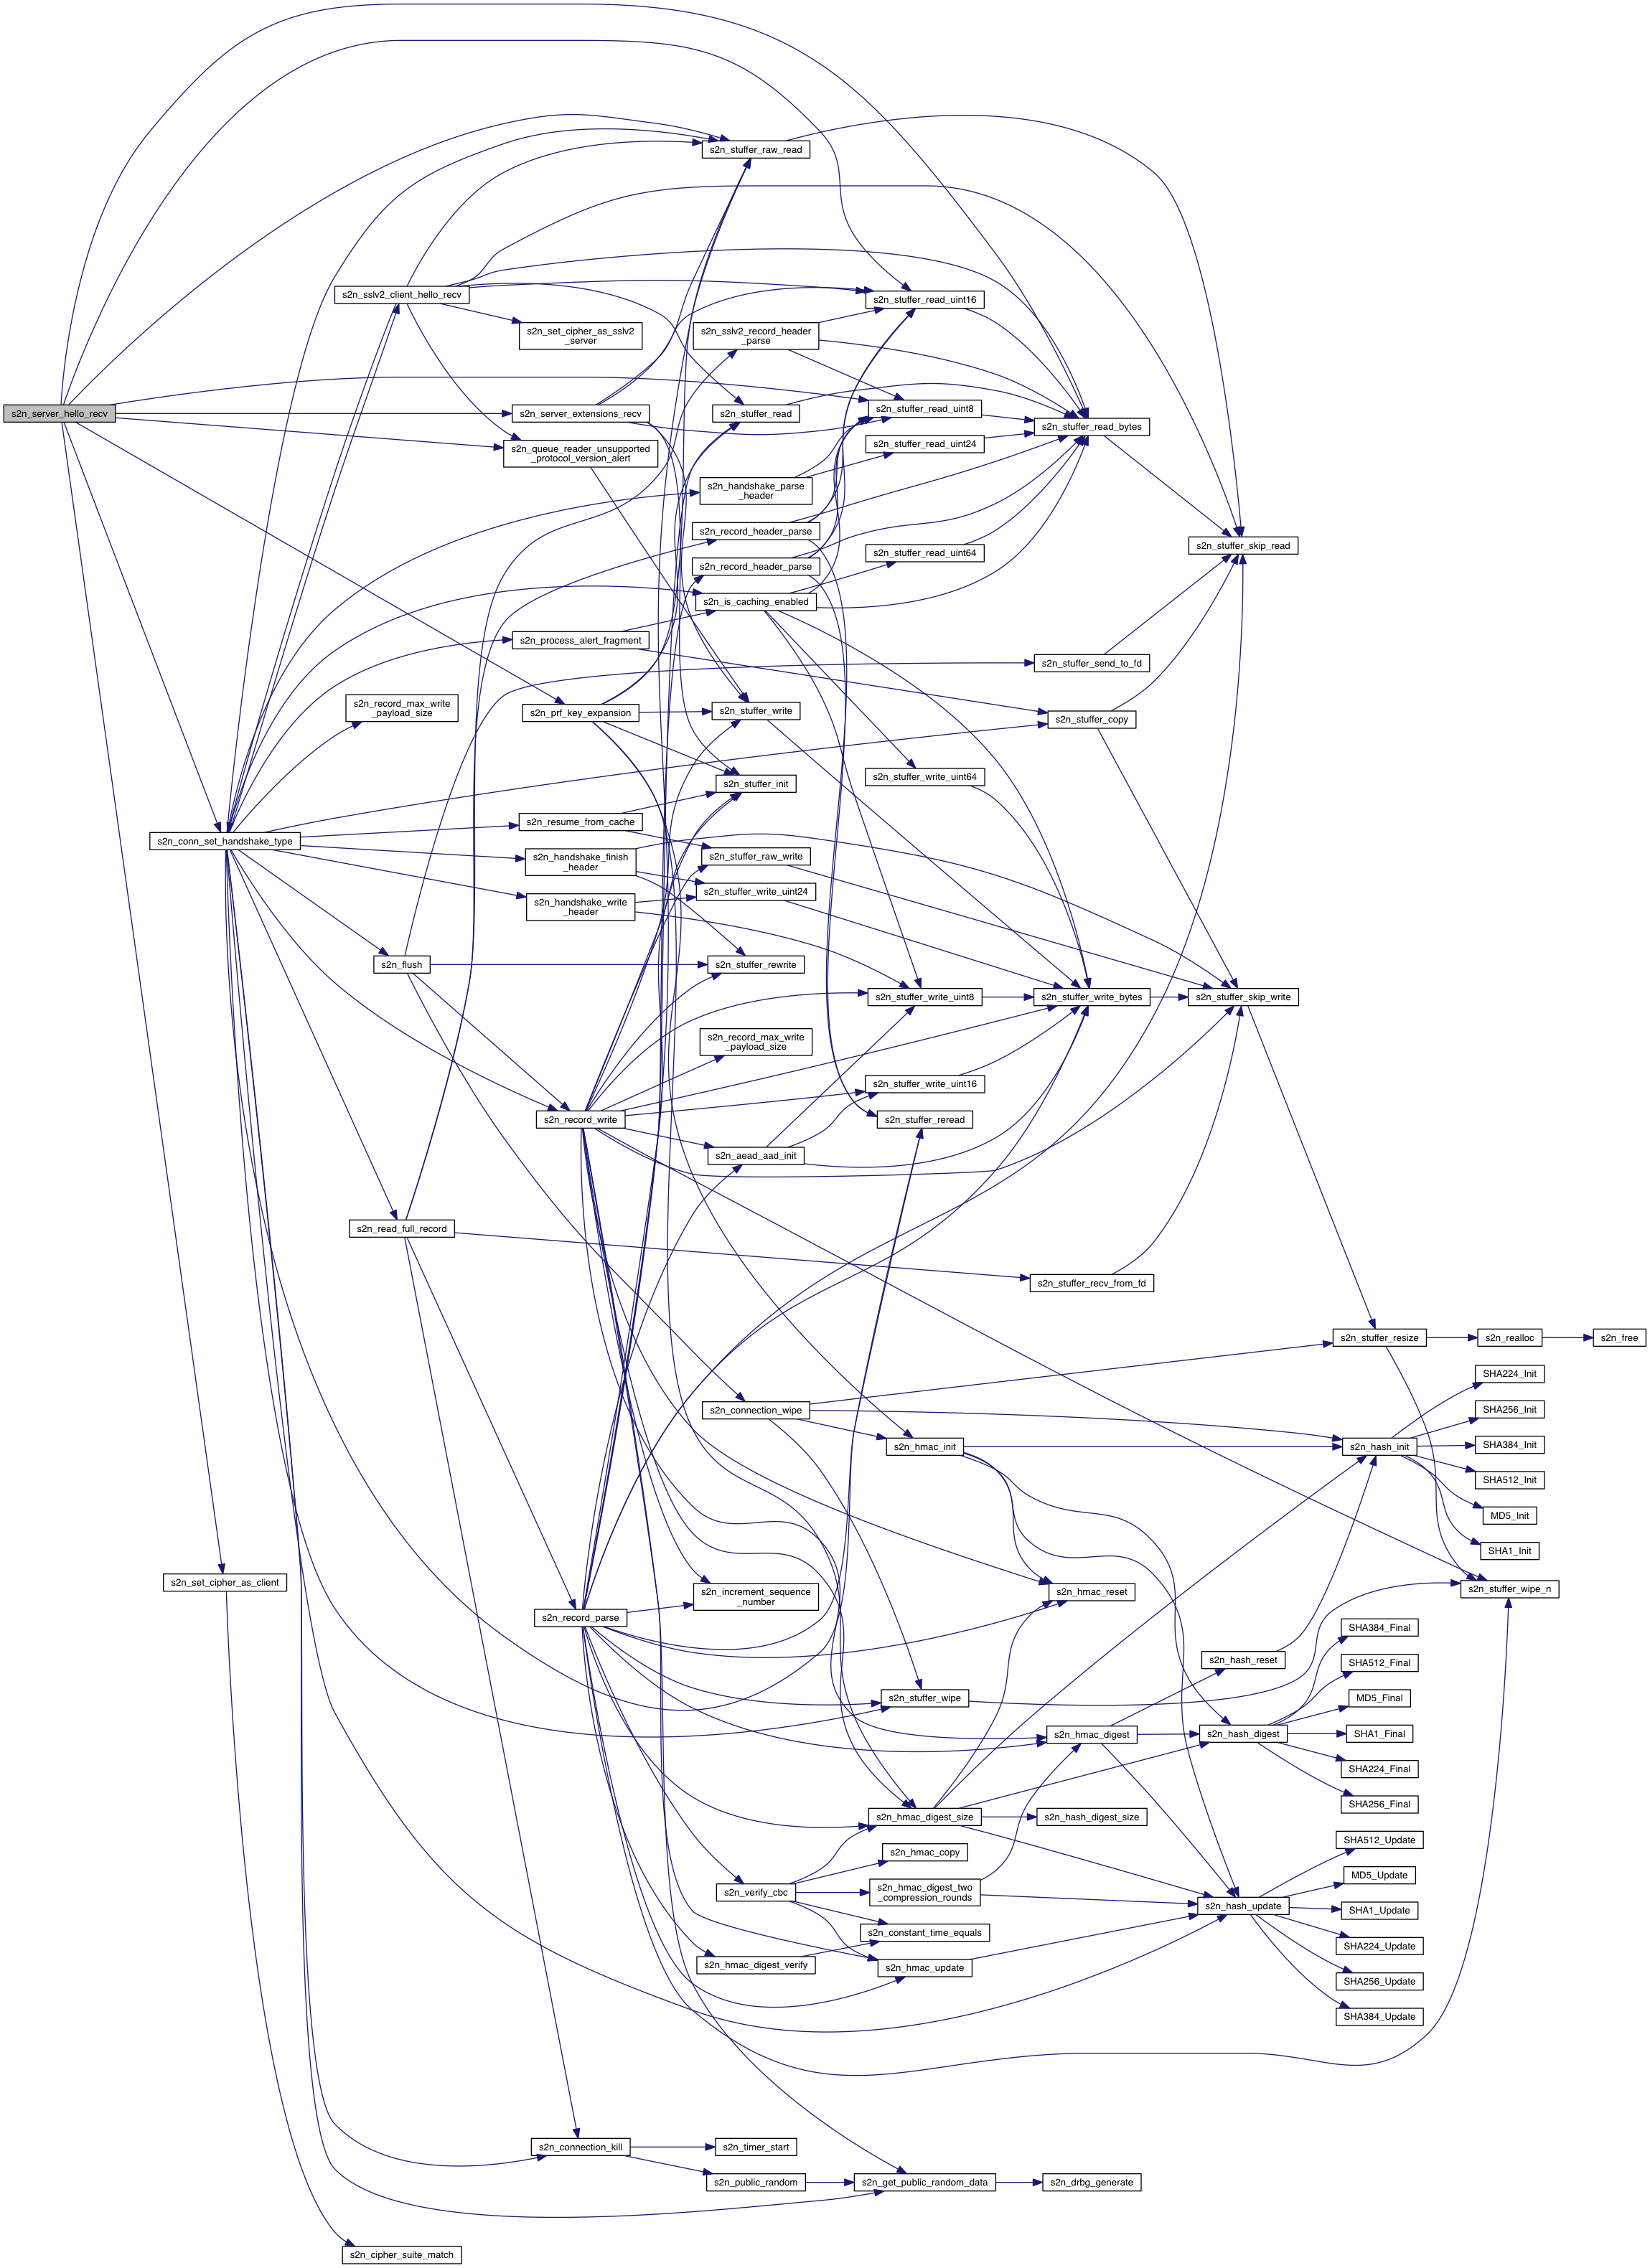 s2n_stuffer_raw_read
s2n_sslv2_client_hello_recv
s2n_stuffer_read_uint16
s2n_set_cipher_as_sslv2
_server
s2n_sslv2_record_header
_parse
s2n_server_hello_recv
s2n_server_extensions_recv
s2n_stuffer_read
s2n_stuffer_read_uint8
s2n_stuffer_read_bytes
s2n_queue_reader_unsupported
_protocol_version_alert
s2n_stuffer_read_uint24
s2n_handshake_parse
_header
s2n_record_header_parse
s2n_stuffer_skip_read
s2n_stuffer_read_uint64
s2n_record_header_parse
s2n_is_caching_enabled
s2n_process_alert_fragment
s2n_stuffer_send_to_fd
s2n_record_max_write
_payload_size
s2n_prf_key_expansion
s2n_stuffer_write
s2n_stuffer_copy
s2n_stuffer_write_uint64
s2n_stuffer_init
s2n_resume_from_cache
s2n_conn_set_handshake_type
s2n_handshake_finish
_header
s2n_stuffer_raw_write
s2n_stuffer_write_uint24
s2n_handshake_write
_header
s2n_flush
s2n_stuffer_rewrite
s2n_stuffer_write_uint8
s2n_stuffer_write_bytes
s2n_stuffer_skip_write
s2n_record_max_write
_payload_size
s2n_stuffer_write_uint16
s2n_record_write
s2n_stuffer_reread
s2n_aead_aad_init
s2n_read_full_record
s2n_stuffer_recv_from_fd
s2n_stuffer_resize
s2n_realloc
s2n_free
SHA224_Init
s2n_connection_wipe
SHA256_Init
s2n_hmac_init
s2n_hash_init
SHA384_Init
SHA512_Init
MD5_Init
SHA1_Init
s2n_set_cipher_as_client
s2n_increment_sequence
_number
s2n_hmac_reset
s2n_stuffer_wipe_n
s2n_record_parse
SHA384_Final
s2n_hash_reset
SHA512_Final
s2n_stuffer_wipe
MD5_Final
s2n_hmac_digest
s2n_hash_digest
SHA1_Final
SHA224_Final
SHA256_Final
s2n_hmac_digest_size
s2n_hash_digest_size
SHA512_Update
s2n_hmac_copy
MD5_Update
s2n_verify_cbc
s2n_hmac_digest_two
_compression_rounds
s2n_hash_update
SHA1_Update
s2n_constant_time_equals
SHA224_Update
s2n_hmac_digest_verify
s2n_hmac_update
SHA256_Update
SHA384_Update
s2n_connection_kill
s2n_timer_start
s2n_public_random
s2n_get_public_random_data
s2n_drbg_generate
s2n_cipher_suite_match